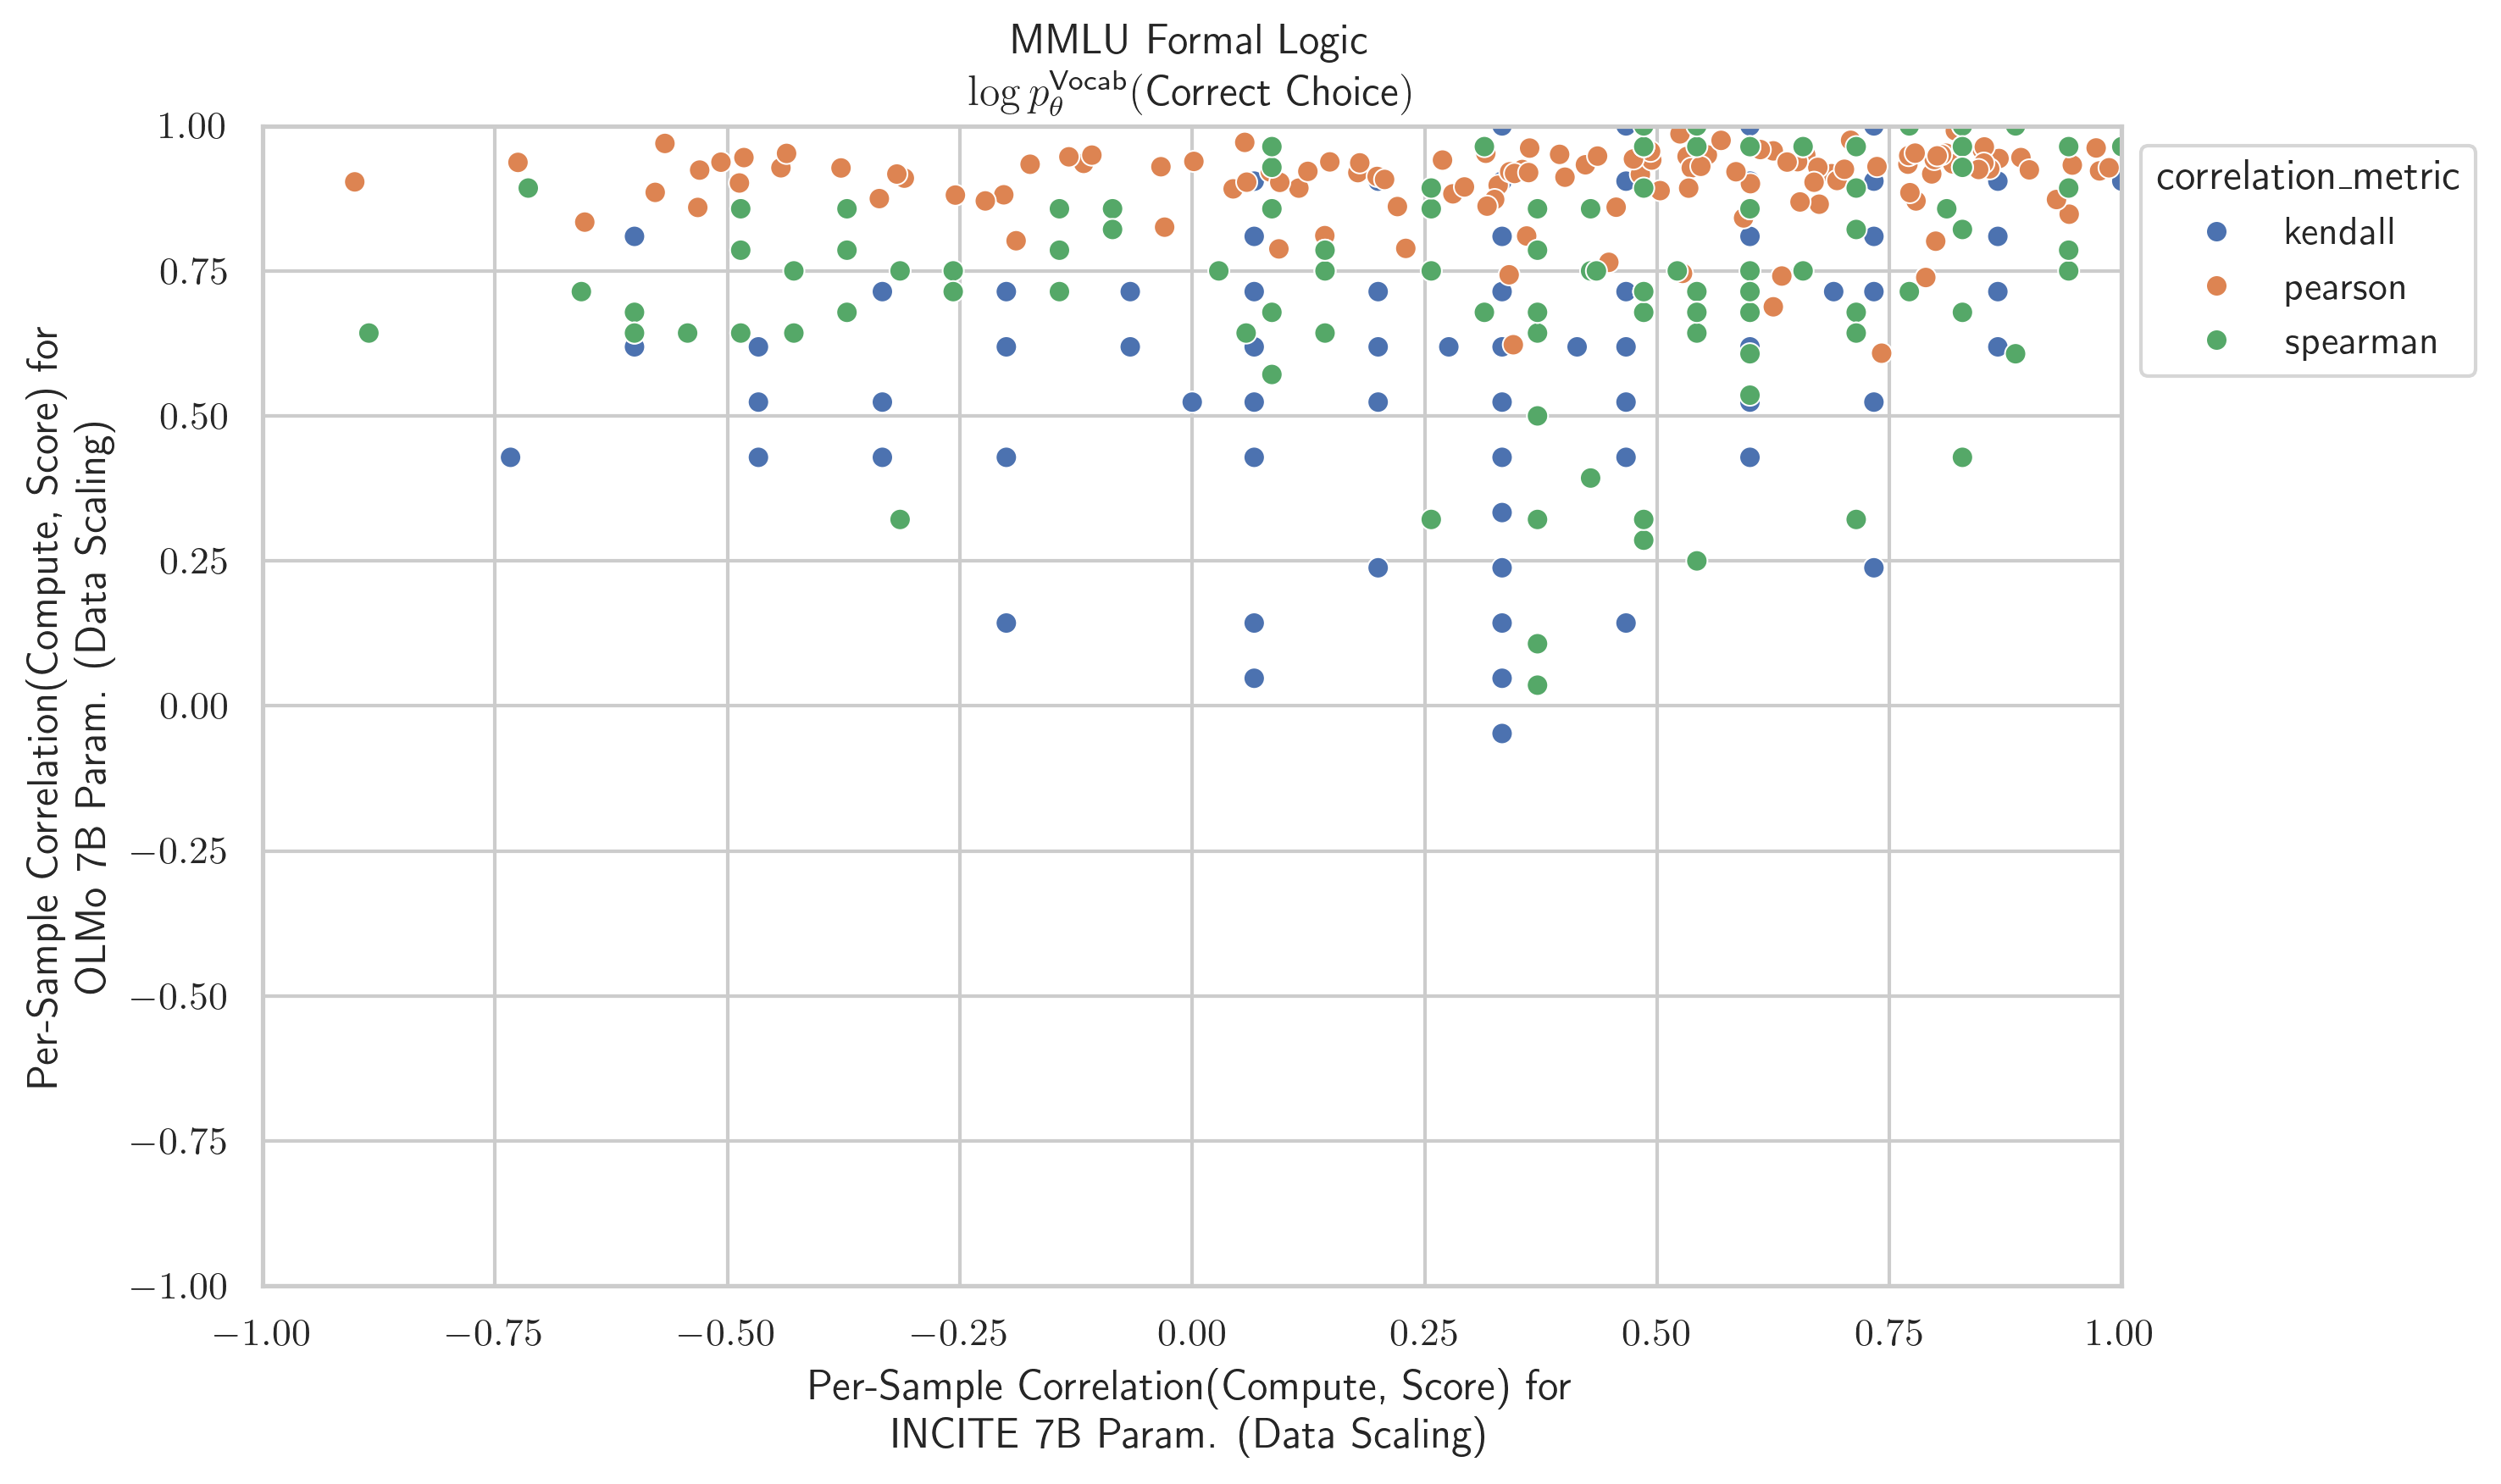 MMLU Formal Logic
log p_θ^Vocab(Correct Choice)
Per-Sample Correlation(Compute, Score) for
OLMo 7B Param. (Data Scaling)
1.00
0.75
0.50
0.25
0.00
−0.25
−0.50
−0.75
−1.00
−1.00 −0.75 −0.50 −0.25 0.00 0.25 0.50 0.75 1.00
Per-Sample Correlation(Compute, Score) for
INCITE 7B Param. (Data Scaling)
correlation_metric
kendall
pearson
spearman